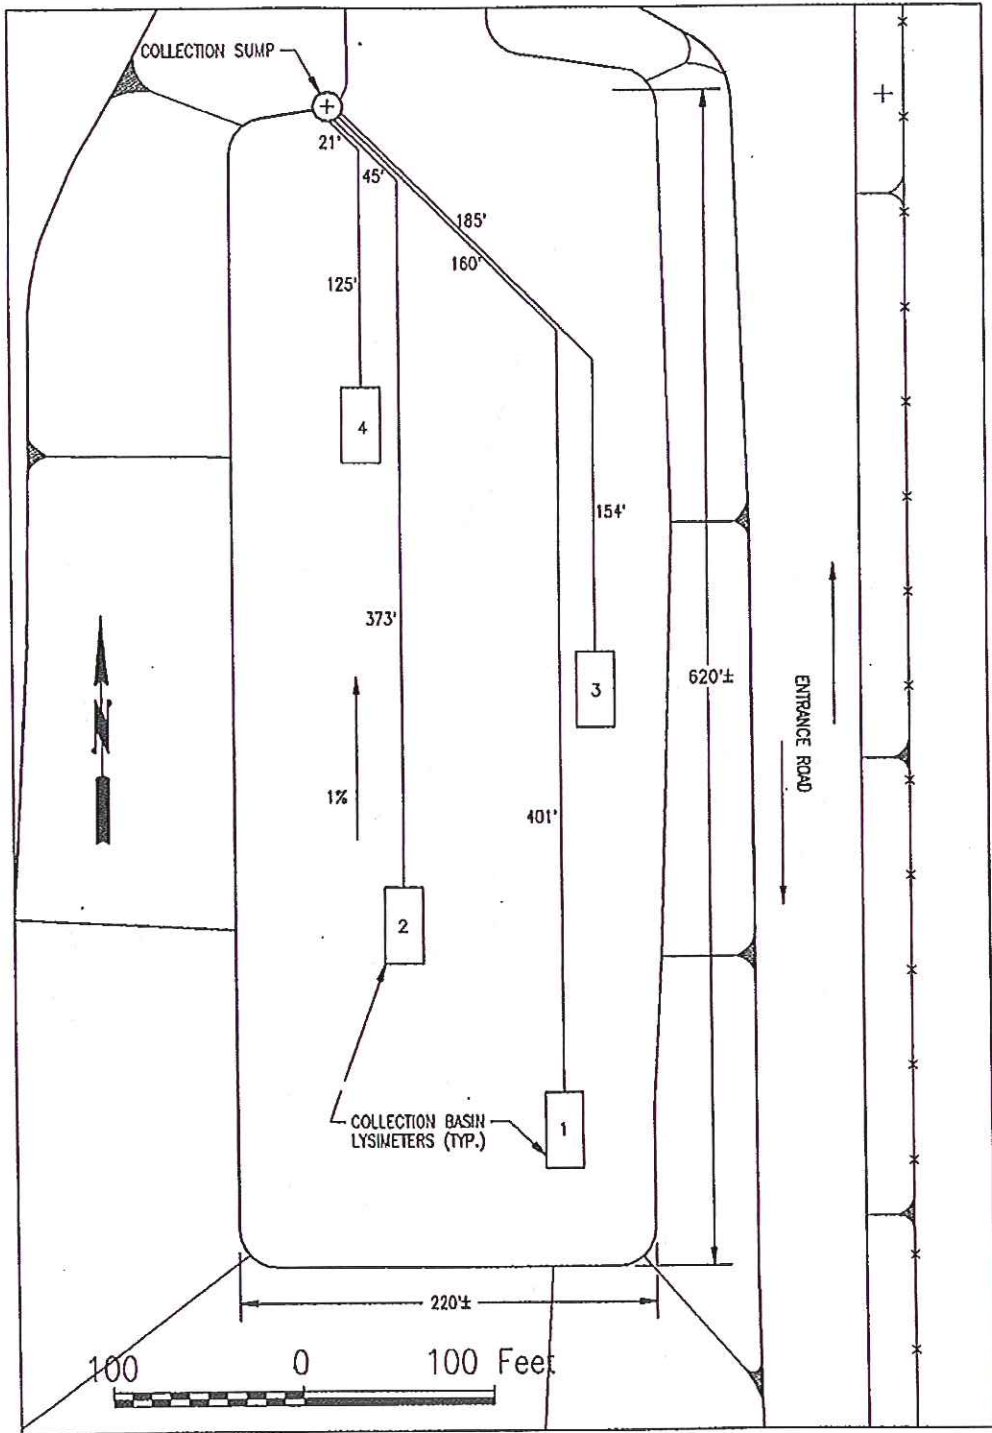 COLLECTION SUMP
21'
45'
185'
160'
125'
4
154'
373'
620'±
3
ENTRANCE ROAD
N
1%
401'
2
COLLECTION BASIN
LYSIMETERS (TYP.)
1
220'±
100 0 100 Feet